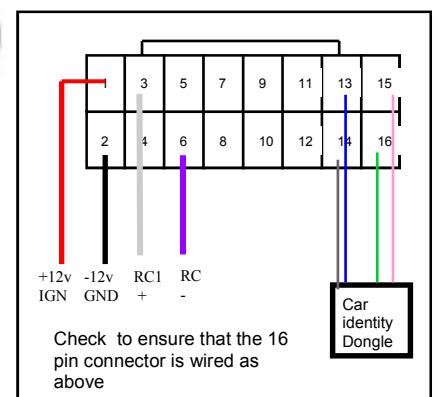 1 3 5 7 9 11 13 15
2 4 6 8 10 12 14 16
+12v -12v RC1 RC
IGN GND + -
Car
identity
Dongle
Check to ensure that the 16
pin connector is wired as
above